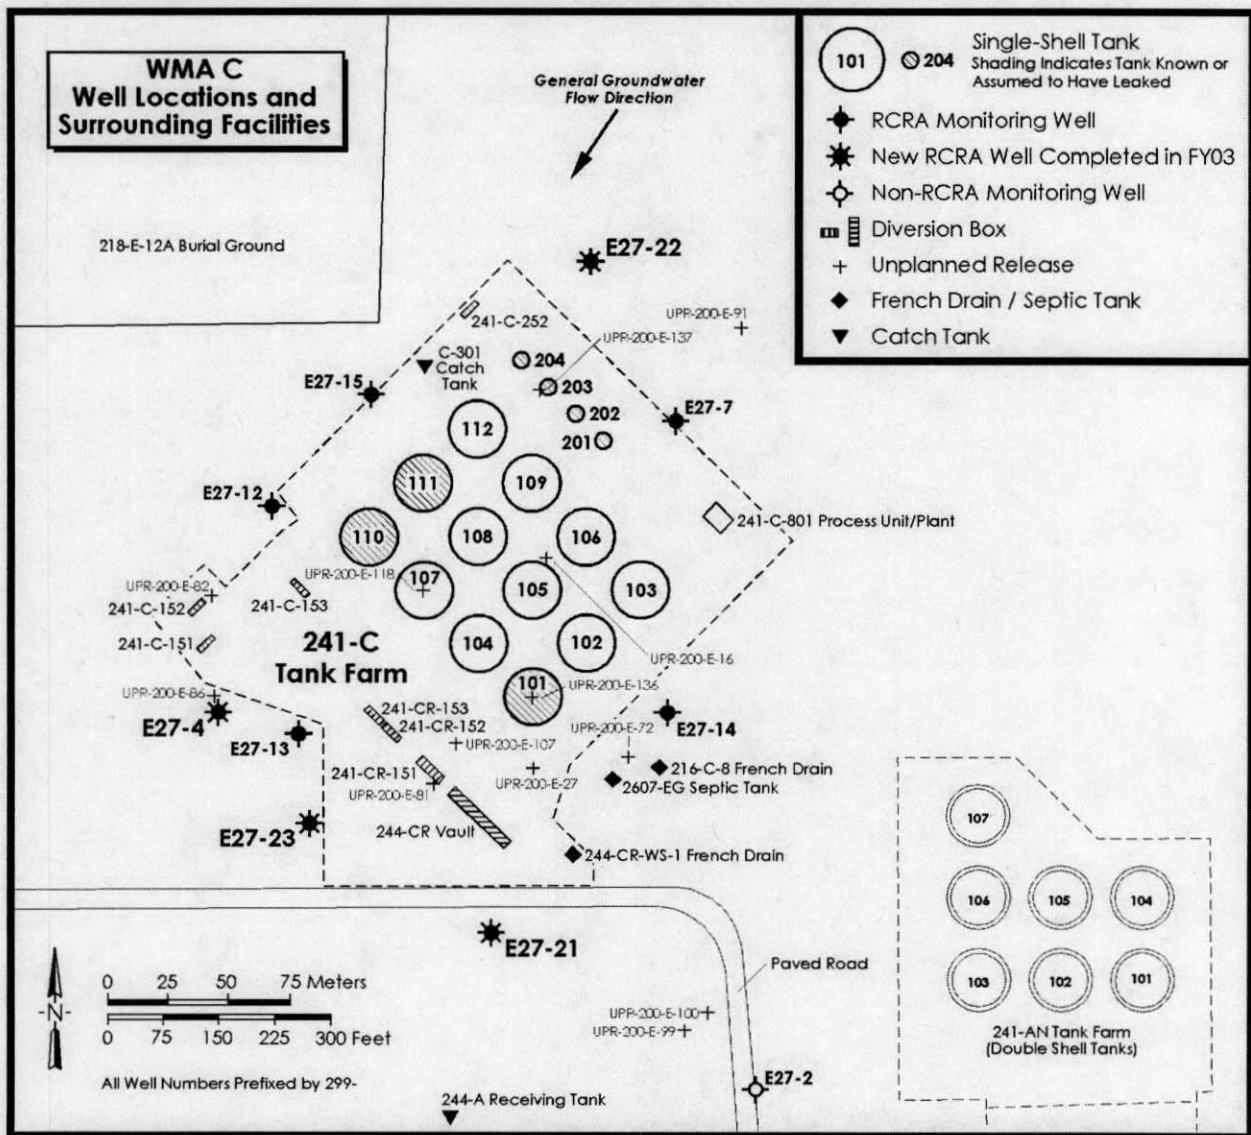 WMA C
Well Locations and
Surrounding Facilities
General Groundwater
Flow Direction
101
204
Single-Shell Tank
Shading Indicates Tank Known or
Assumed to Have Leaked
RCRA Monitoring Well
New RCRA Well Completed in FY03
Non-RCRA Monitoring Well
Diversion Box
Unplanned Release
French Drain / Septic Tank
Catch Tank
218-E-12A Burial Ground
E27-22
241-C-252
UPR-200-E-91
UPR-200-E-137
C-301
Catch
Tank
204
203
202
201
E27-15
E27-7
112
111
109
E27-12
241-C-801 Process Unit/Plant
110
108
106
UPR-200-E-118
107
105
103
UPR-200-E-82
241-C-152
241-C-153
241-C-151
241-C
Tank Farm
104
102
UPR-200-E-16
101
UPR-200-E-136
UPR-200-E-86
E27-4
E27-13
241-CR-153
241-CR-152
UPR-200-E-72
E27-14
UPR-200-E-107
241-CR-151
UPR-200-E-81
UPR-200-E-27
216-C-8 French Drain
2607-EG Septic Tank
E27-23
244-CR Vault
244-CR-WS-1 French Drain
E27-21
Paved Road
107
106
105
104
103
102
101
241-AN Tank Farm
(Double Shell Tanks)
-N-
0 25 50 75 Meters
0 75 150 225 300 Feet
UPR-200-E-100
UPR-200-E-99
All Well Numbers Prefixed by 299-
E27-2
244-A Receiving Tank